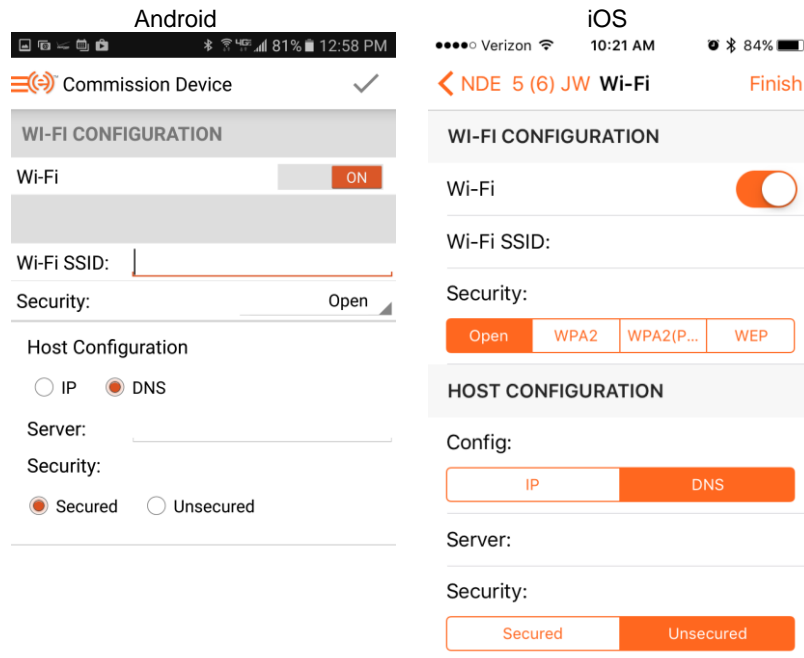 Android
81% 12:58 PM
Commission Device
WI-FI CONFIGURATION
Wi-Fi
ON
Wi-Fi SSID:
Security: Open
Host Configuration
IP DNS
Server:
Security:
Secured Unsecured
iOS
Verizon 10:21 AM 84%
NDE 5 (6) JW Wi-Fi Finish
WI-FI CONFIGURATION
Wi-Fi
Wi-Fi SSID:
Security:
Open WPA2 WPA2(P... WEP
HOST CONFIGURATION
Config:
IP DNS
Server:
Security:
Secured Unsecured